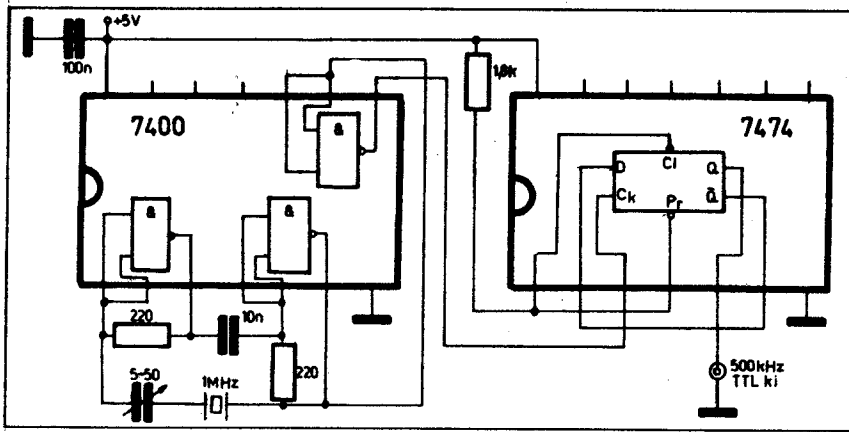 +5V
100n
1,8k
7400
7474
&
&
&
D
Cl
Q
Ck
Pr
Q̅
220
10n
220
5-50
1MHz
500kHz
TTL ki